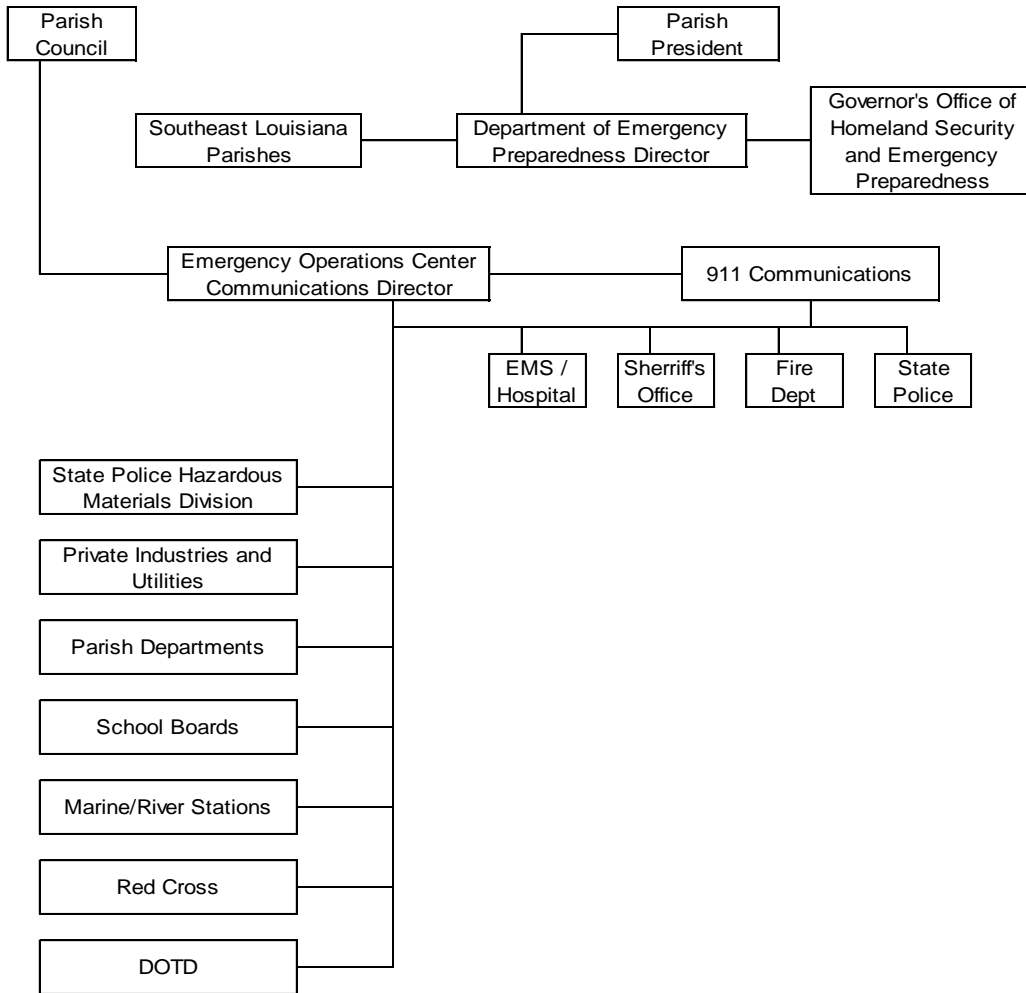 Parish
Council
Parish
President
Southeast Louisiana
Parishes
Department of Emergency
Preparedness Director
Governor's Office of
Homeland Security
and Emergency
Preparedness
Emergency Operations Center
Communications Director
911 Communications
EMS /
Hospital
Sherriff's
Office
Fire
Dept
State
Police
State Police Hazardous
Materials Division
Private Industries and
Utilities
Parish Departments
School Boards
Marine/River Stations
Red Cross
DOTD